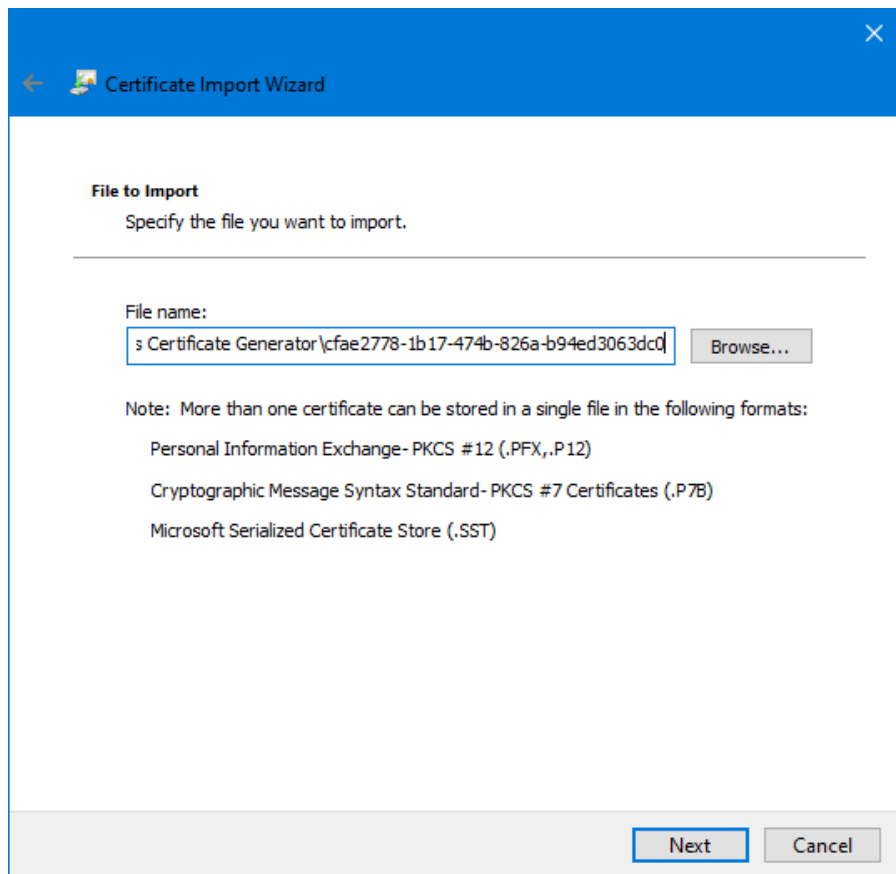 Certificate Import Wizard
File to Import
Specify the file you want to import.
File name:
s Certificate Generator\cfae2778-1b17-474b-826a-b94ed3063dc0
Browse...
Note: More than one certificate can be stored in a single file in the following formats:
Personal Information Exchange- PKCS #12 (.PFX,.P12)
Cryptographic Message Syntax Standard- PKCS #7 Certificates (.P7B)
Microsoft Serialized Certificate Store (.SST)
Next
Cancel